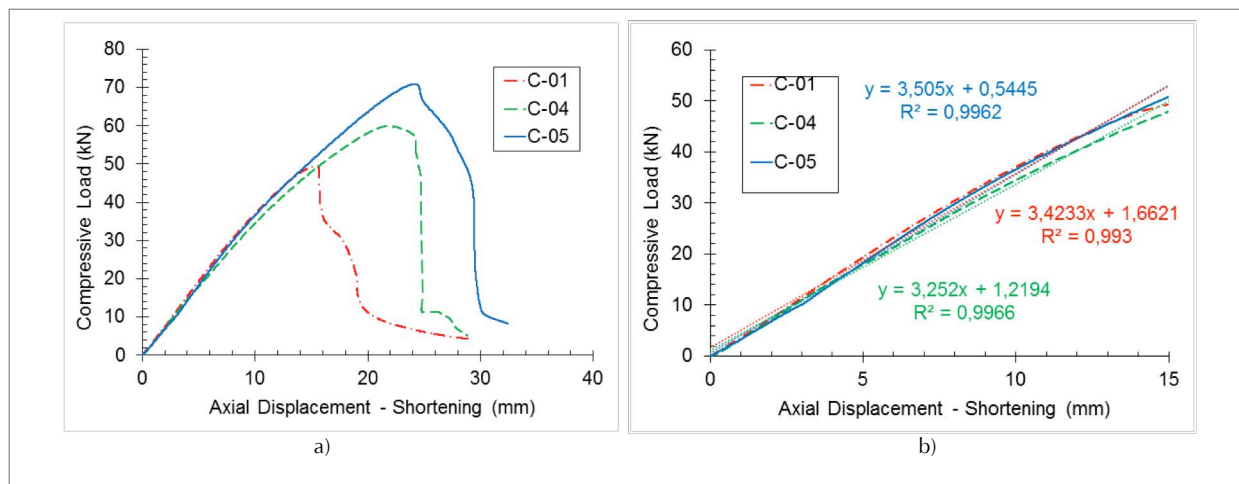 80
70
60
50
40
30
20
10
0
Compressive Load (kN)
C-01
C-04
C-05
0 10 20 30 40
Axial Displacement - Shortening (mm)
a)
60
50
40
30
20
10
0
Compressive Load (kN)
C-01
C-04
C-05
y = 3,505x + 0,5445
R² = 0,9962
y = 3,4233x + 1,6621
R² = 0,993
y = 3,252x + 1,2194
R² = 0,9966
0 5 10 15
Axial Displacement - Shortening (mm)
b)